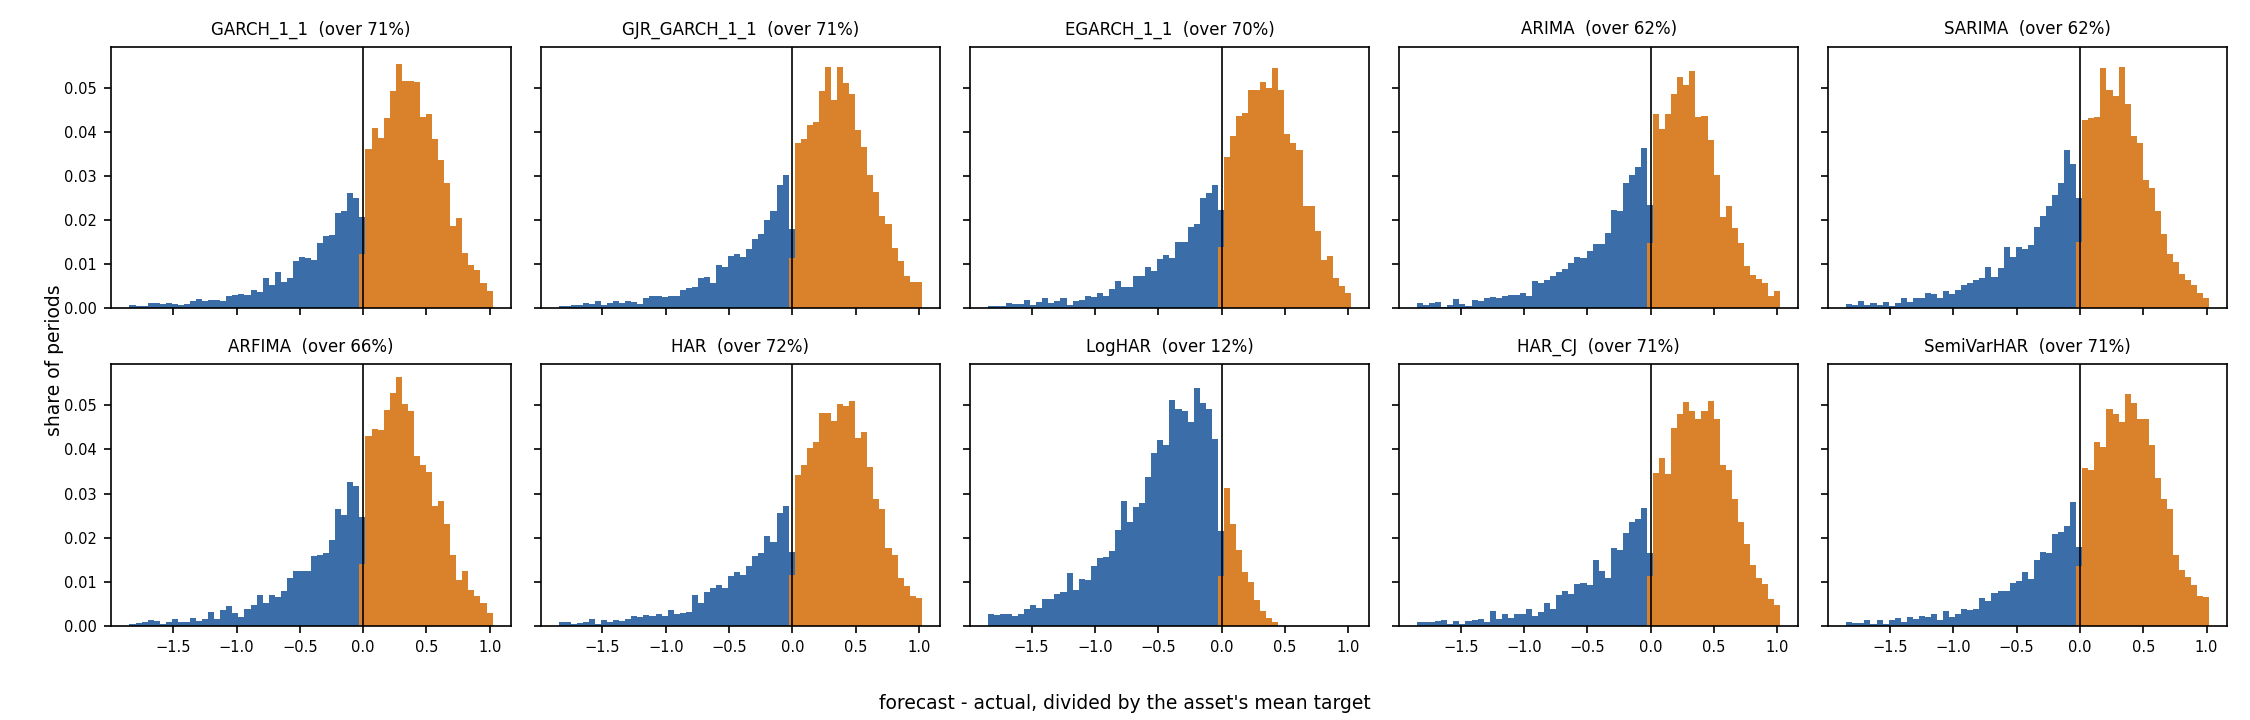 GARCH_1_1  (over 71%)
GJR_GARCH_1_1  (over 71%)
EGARCH_1_1  (over 70%)
ARIMA  (over 62%)
SARIMA  (over 62%)
0.05
0.04
0.03
0.02
0.01
0.00
share of periods
ARFIMA  (over 66%)
HAR  (over 72%)
LogHAR  (over 12%)
HAR_CJ  (over 71%)
SemiVarHAR  (over 71%)
0.05
0.04
0.03
0.02
0.01
0.00
−1.5 −1.0 −0.5 0.0 0.5 1.0
−1.5 −1.0 −0.5 0.0 0.5 1.0
−1.5 −1.0 −0.5 0.0 0.5 1.0
−1.5 −1.0 −0.5 0.0 0.5 1.0
−1.5 −1.0 −0.5 0.0 0.5 1.0
forecast - actual, divided by the asset's mean target